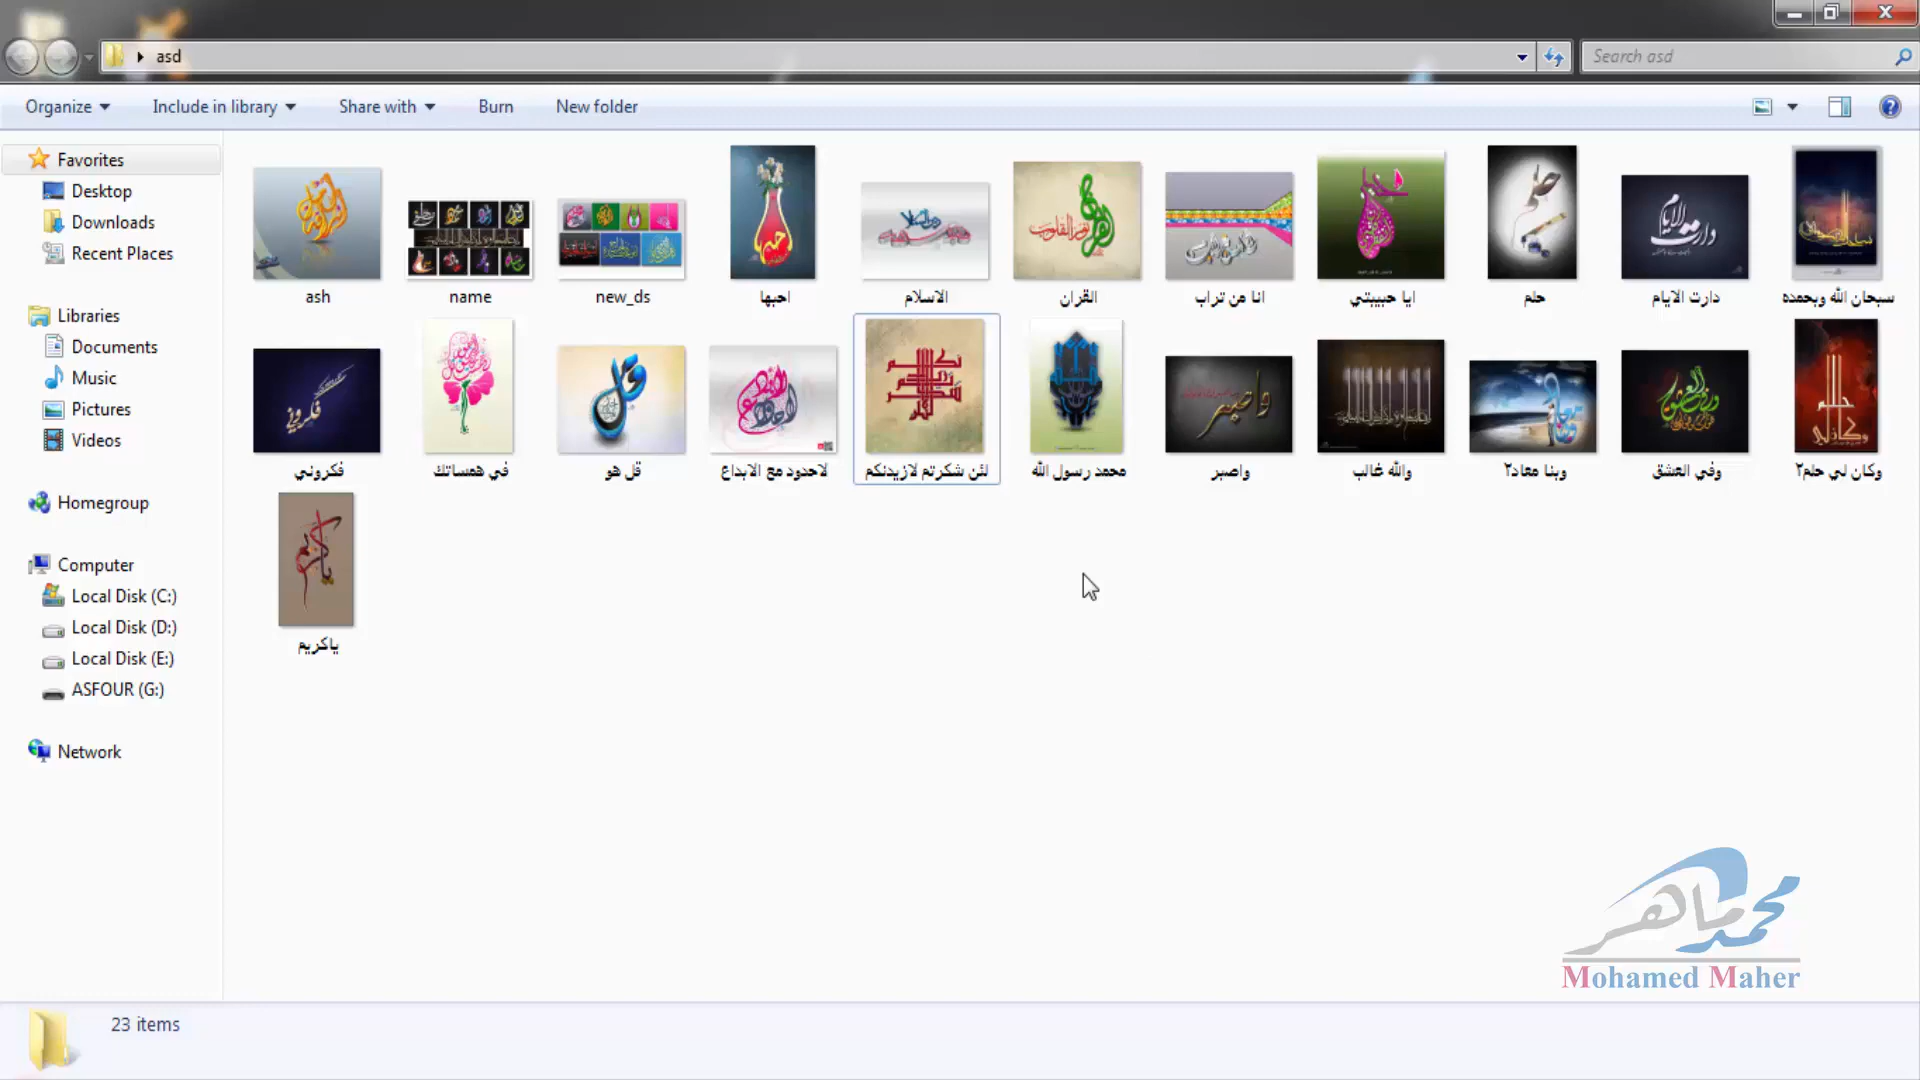 asd
Search asd
Organize
Include in library
Share with
Burn
New folder
Favorites
Desktop
Downloads
Recent Places
Libraries
Documents
Music
Pictures
Videos
Homegroup
Computer
Local Disk (C:)
Local Disk (D:)
Local Disk (E:)
ASFOUR (G:)
Network
ash
name
new_ds
احبها
الاسلام
القران
انا من تراب
ايا حبيبتي
حلم
دارت الايام
سبحان الله وبحمده
فكروني
في همساتك
قل هو
لاحدود مع الابداع
لئن شكرتم لازيدنكم
محمد رسول الله
واصبر
والله غالب
وبنا معاد٢
وفي العشق
وكان لي حلم٢
ياكريم
محمد ماهر
Mohamed Maher
23 items